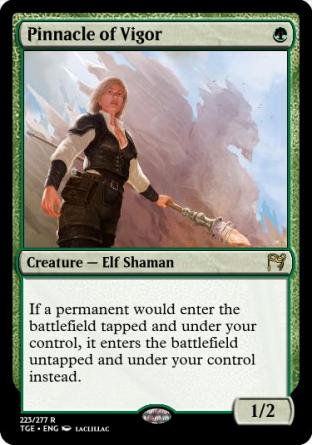 Pinnacle of Vigor
Creature — Elf Shaman
If a permanent would enter the
battlefield tapped and under your
control, it enters the battlefield
untapped and under your control
instead.
1/2
223/277 R
TGE • ENG LACLILLAC